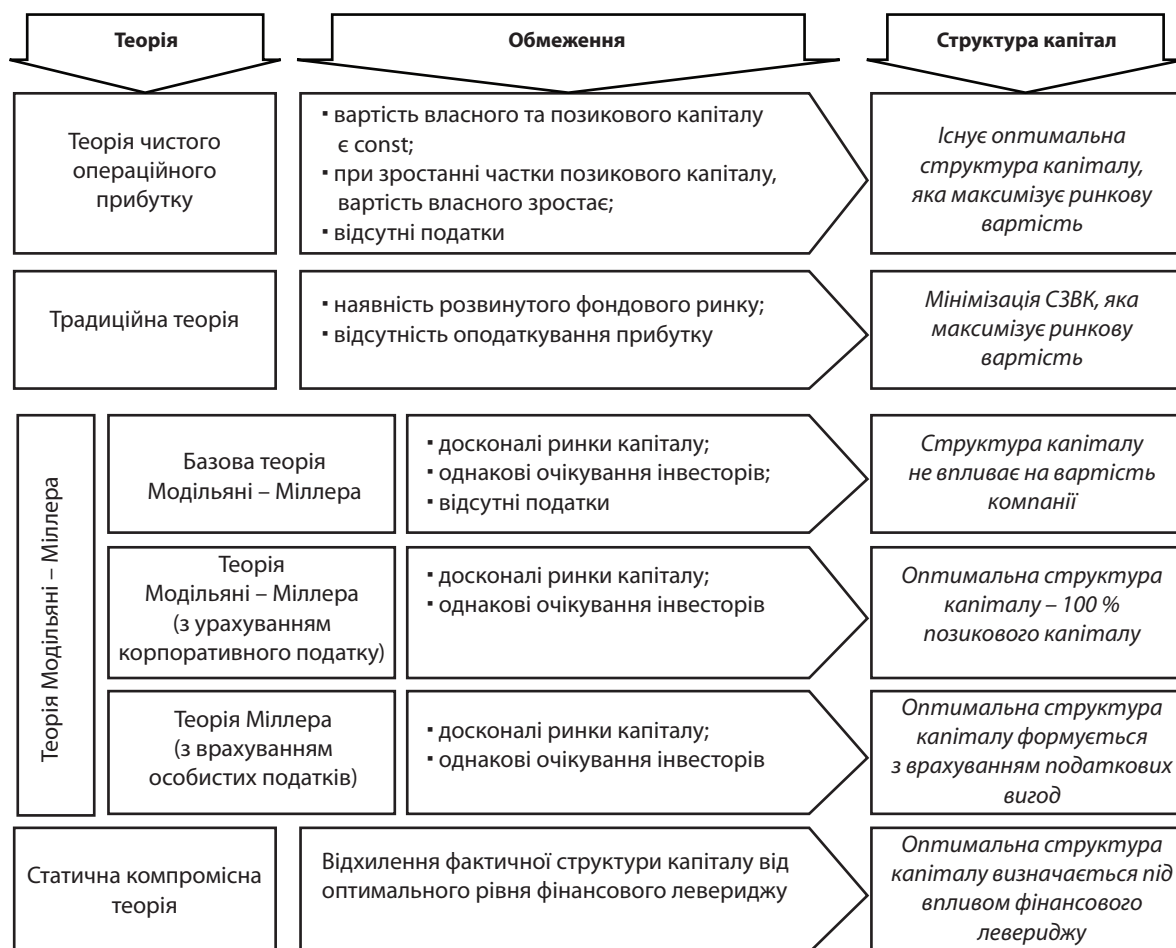 Теорія
Обмеження
Структура капітал
Теорія чистого
операційного
прибутку
▪ вартість власного та позикового капіталу
є const;
▪ при зростанні частки позикового капіталу,
вартість власного зростає;
▪ відсутні податки
Існує оптимальна
структура капіталу,
яка максимізує ринкову
вартість
Традиційна теорія
▪ наявність розвинутого фондового ринку;
▪ відсутність оподаткування прибутку
Мінімізація СЗВК, яка
максимізує ринкову
вартість
Теорія Модільяні – Міллера
Базова теорія
Модільяні – Міллера
▪ досконалі ринки капіталу;
▪ однакові очікування інвесторів;
▪ відсутні податки
Структура капіталу
не впливає на вартість
компанії
Теорія
Модільяні – Міллера
(з урахуванням
корпоративного податку)
▪ досконалі ринки капіталу;
▪ однакові очікування інвесторів
Оптимальна структура
капіталу – 100 %
позикового капіталу
Теорія Міллера
(з врахуванням
особистих податків)
▪ досконалі ринки капіталу;
▪ однакові очікування інвесторів
Оптимальна структура
капіталу формується
з врахуванням податкових
вигод
Статична компромісна
теорія
Відхилення фактичної структури капіталу від
оптимального рівня фінансового левериджу
Оптимальна структура
капіталу визначається під
впливом фінансового
левериджу